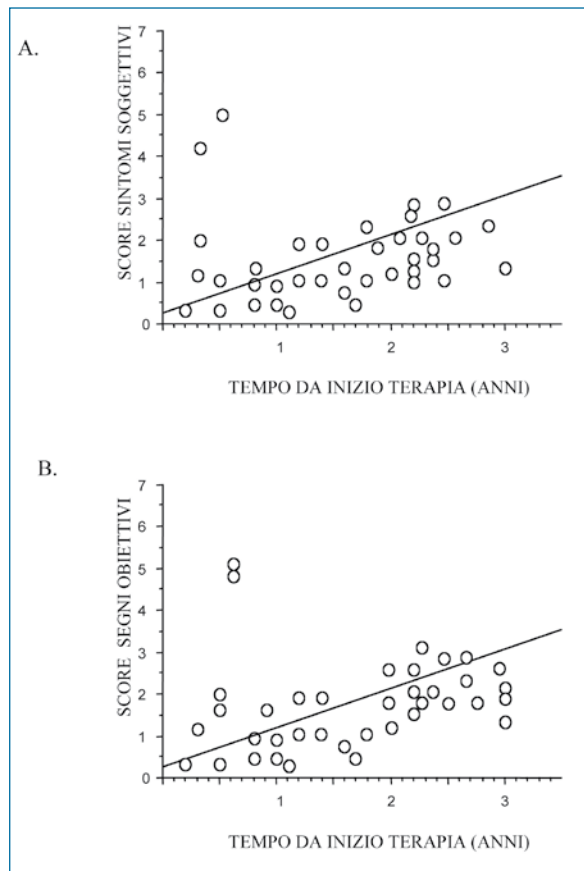 A.
SCORE SINTOMI SOGGETTIVI
7
6
5
4
3
2
1
0
1 2 3
TEMPO DA INIZIO TERAPIA (ANNI)
B.
SCORE SEGNI OBIETTIVI
7
6
5
4
3
2
1
0
1 2 3
TEMPO DA INIZIO TERAPIA (ANNI)